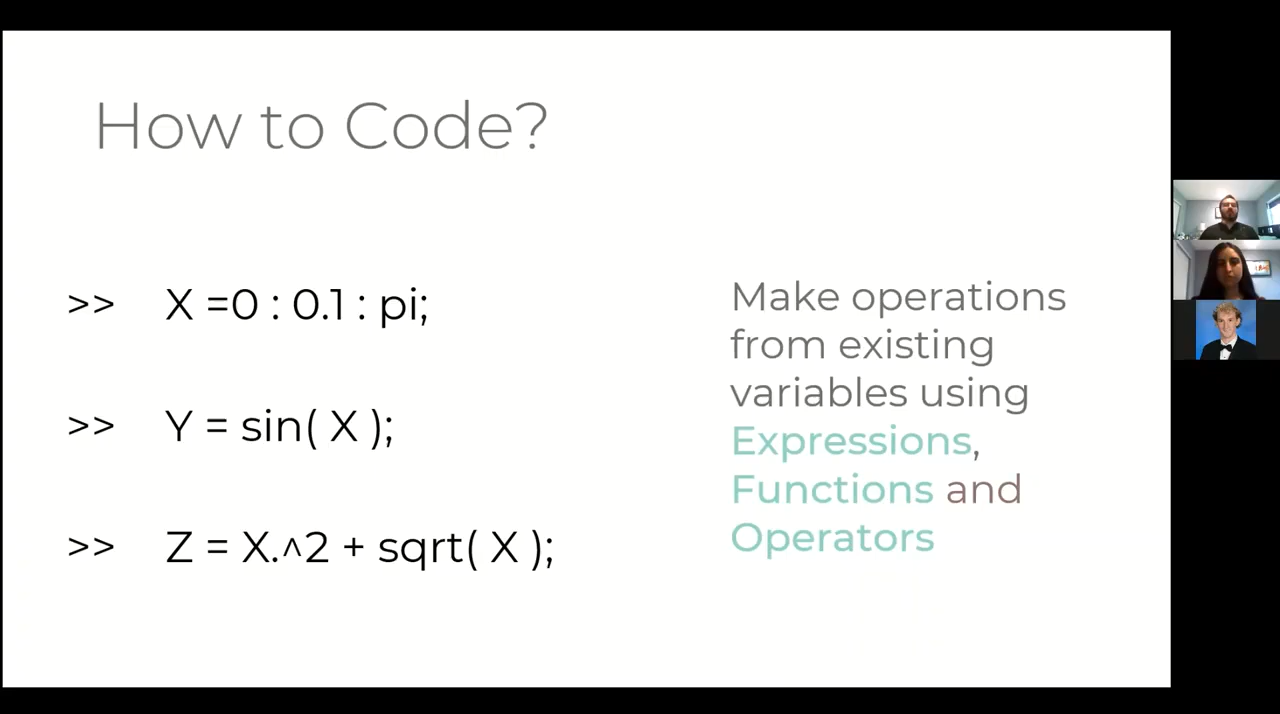 How to Code?
>> X =0 : 0.1 : pi;
>> Y = sin( X );
>> Z = X.^2 + sqrt( X );
Make operations
from existing
variables using
Expressions,
Functions and
Operators